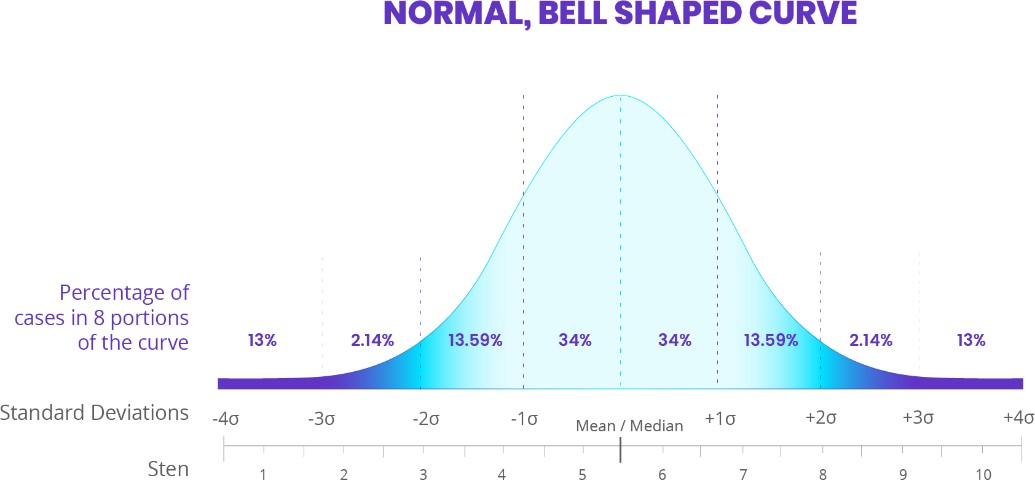 NORMAL, BELL SHAPED CURVE
Percentage of
cases in 8 portions
of the curve
13% 2.14% 13.59% 34% 34% 13.59% 2.14% 13%
Standard Deviations -4σ -3σ -2σ -1σ Mean / Median +1σ +2σ +3σ +4σ
Sten 1 2 3 4 5 6 7 8 9 10